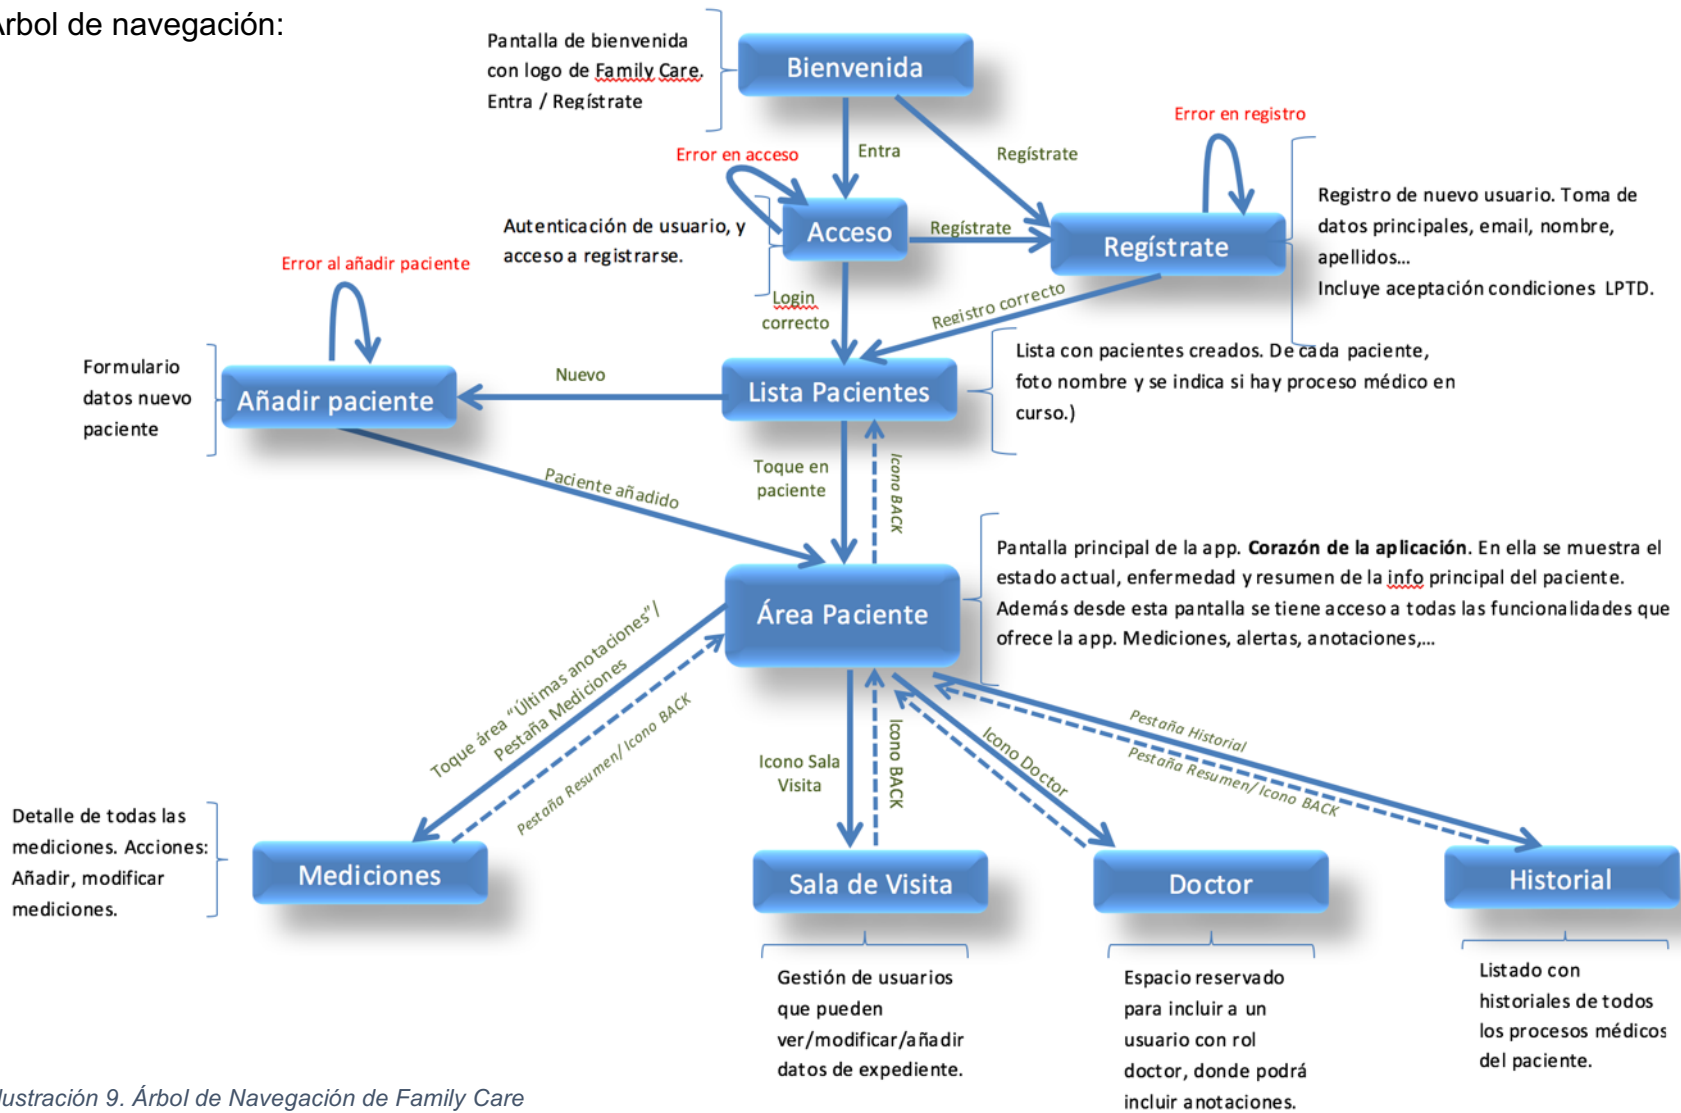 Árbol de navegación:
Pantalla de bienvenida
con logo de Family Care.
Entra / Regístrate
Bienvenida
Error en registro
Error en acceso
Entra
Regístrate
Autenticación de usuario, y
acceso a registrarse.
Acceso
Regístrate
Regístrate
Registro de nuevo usuario. Toma de
datos principales, email, nombre,
apellidos...
Incluye aceptación condiciones LPTD.
Error al añadir paciente
Login
correcto
Registro correcto
Formulario
datos nuevo
paciente
Añadir paciente
Nuevo
Lista Pacientes
Lista con pacientes creados. De cada paciente,
foto nombre y se indica si hay proceso médico en
curso.)
Paciente añadido
Toque en
paciente
Icono BACK
Área Paciente
Pantalla principal de la app. Corazón de la aplicación. En ella se muestra el
estado actual, enfermedad y resumen de la info principal del paciente.
Además desde esta pantalla se tiene acceso a todas las funcionalidades que
ofrece la app. Mediciones, alertas, anotaciones,...
Toque área “Últimas anotaciones”/
Pestaña Mediciones
Pestaña Resumen/ Icono BACK
Icono Sala
Visita
Icono BACK
Icono Doctor
Pestaña Historial
Pestaña Resumen/ Icono BACK
Detalle de todas las
mediciones. Acciones:
Añadir, modificar
mediciones.
Mediciones
Sala de Visita
Doctor
Historial
Gestión de usuarios
que pueden
ver/modificar/añadir
datos de expediente.
Espacio reservado
para incluir a un
usuario con rol
doctor, donde podrá
incluir anotaciones.
Listado con
historiales de todos
los procesos médicos
del paciente.
lustración 9. Árbol de Navegación de Family Care